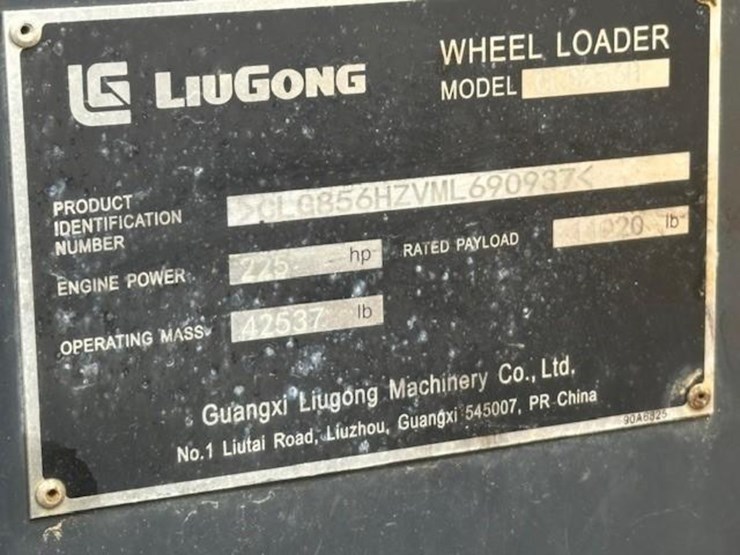 LG LIUGONG
WHEEL LOADER
MODEL
PRODUCT
IDENTIFICATION
NUMBER
>CLG856HZVML690937<
ENGINE POWER 225 hp
RATED PAYLOAD lb
OPERATING MASS 42537 lb
Guangxi Liugong Machinery Co., Ltd.
No.1 Liutai Road, Liuzhou, Guangxi 545007, PR China
90A6825